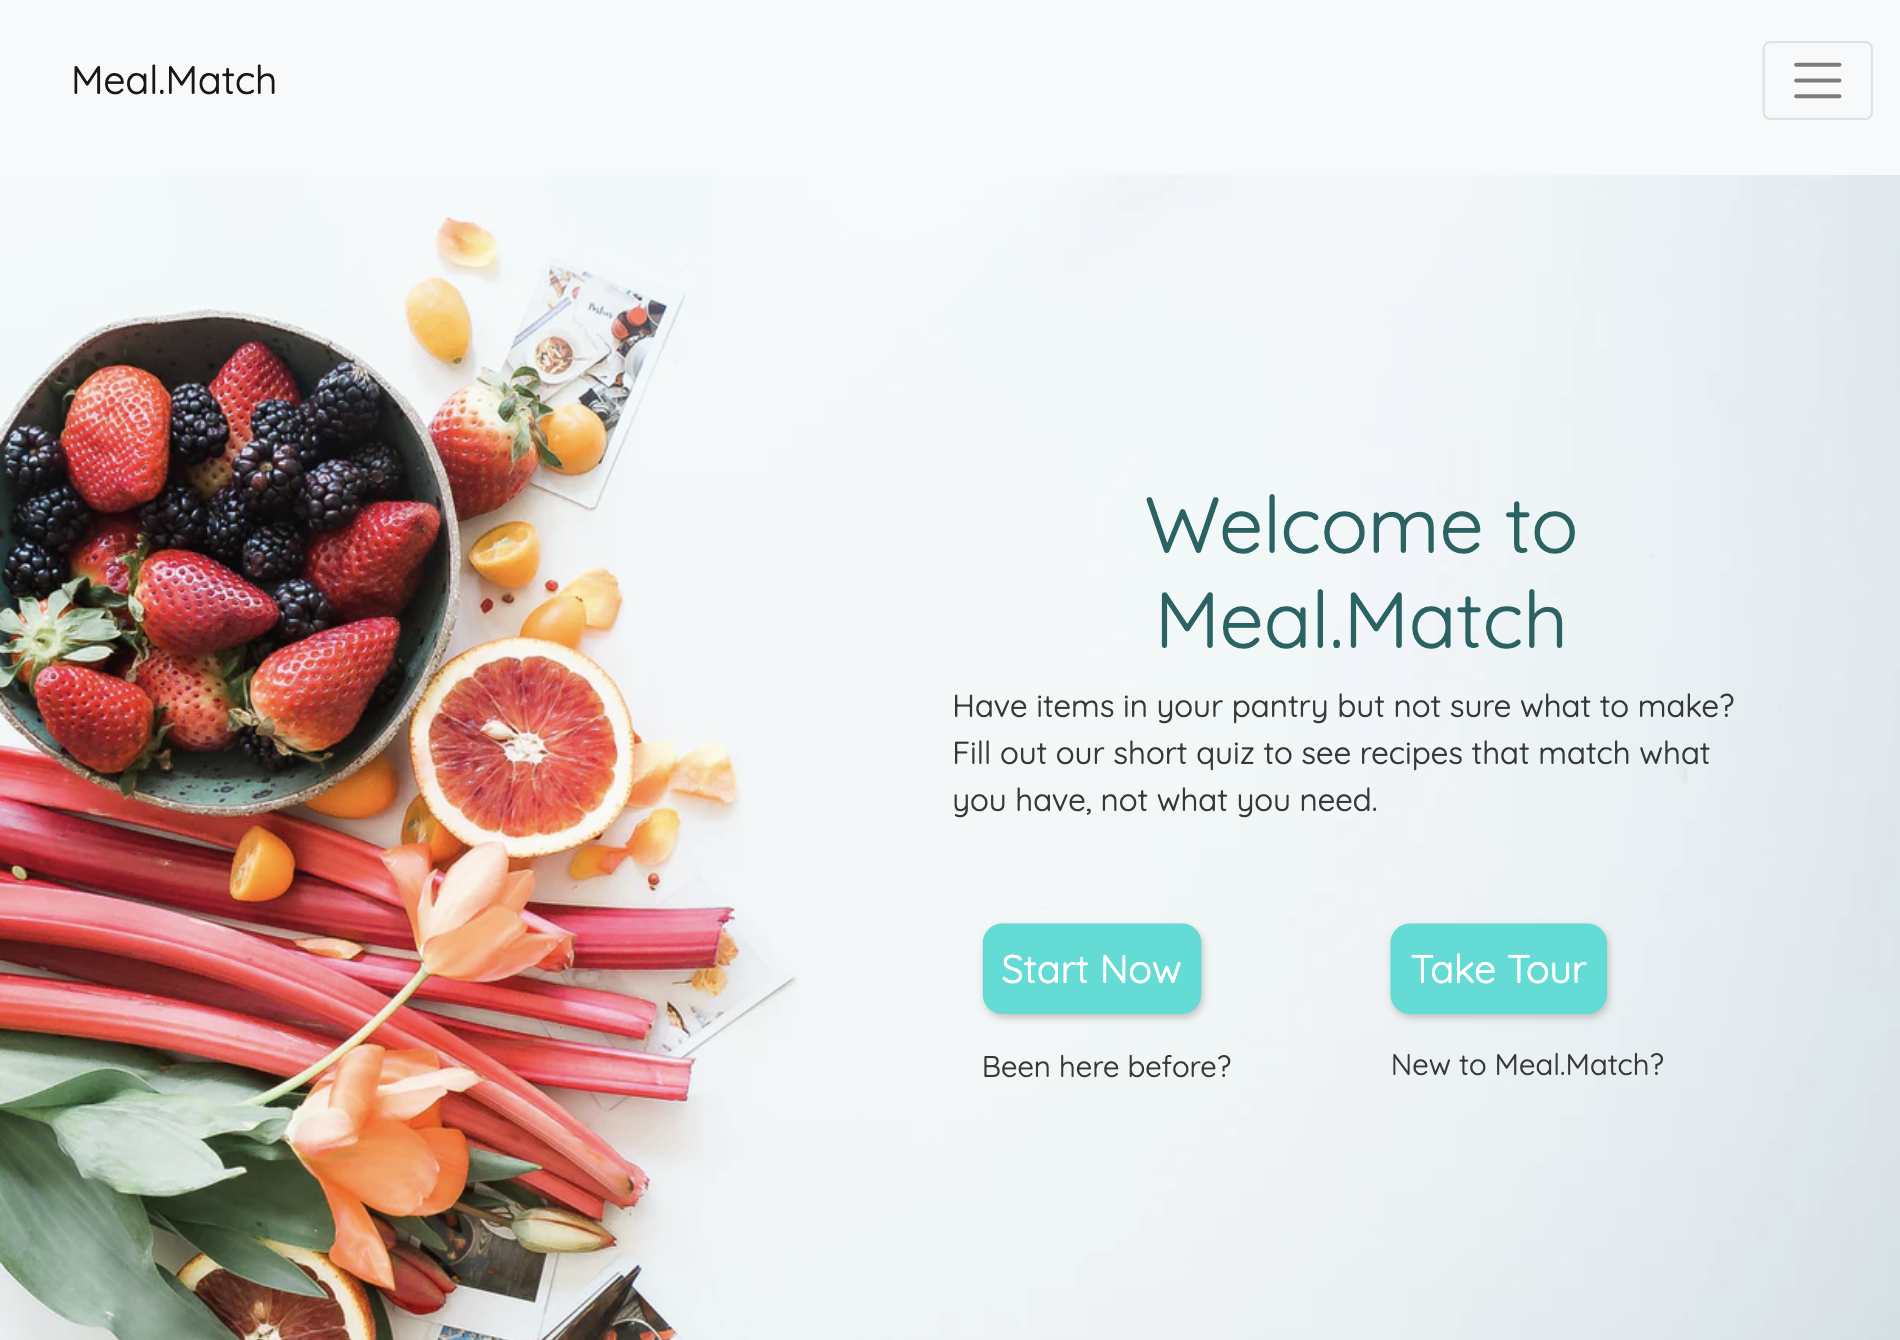 Meal.Match
Welcome to
Meal.Match
Have items in your pantry but not sure what to make?
Fill out our short quiz to see recipes that match what
you have, not what you need.
Start Now
Take Tour
Been here before?
New to Meal.Match?